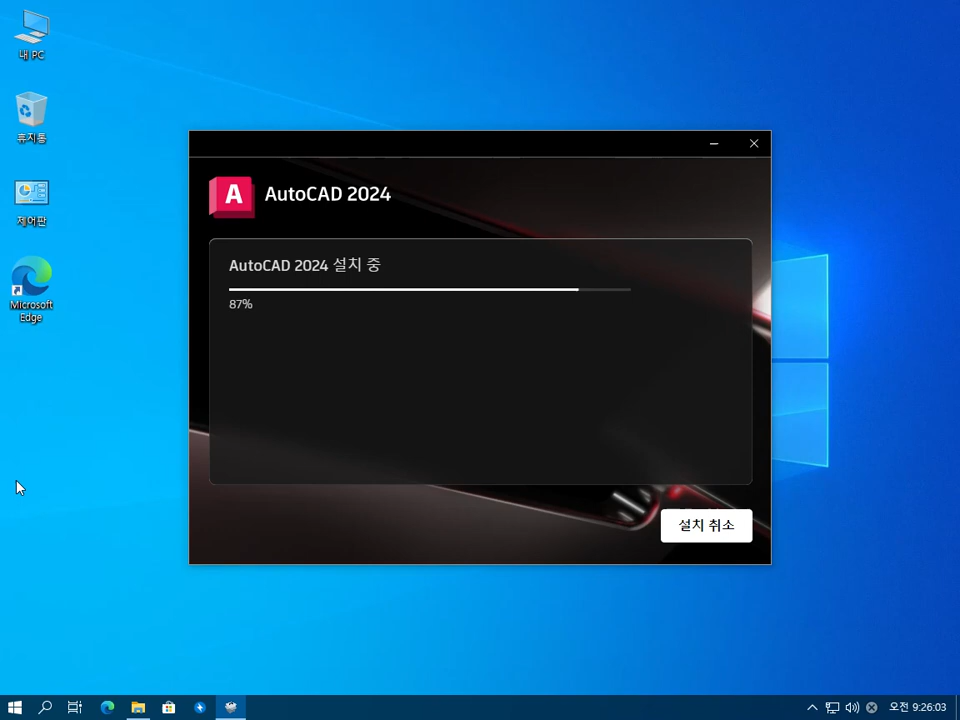 내 PC
휴지통
제어판
Microsoft
Edge
A AutoCAD 2024
AutoCAD 2024 설치 중
87%
설치 취소
오전 9:26:03